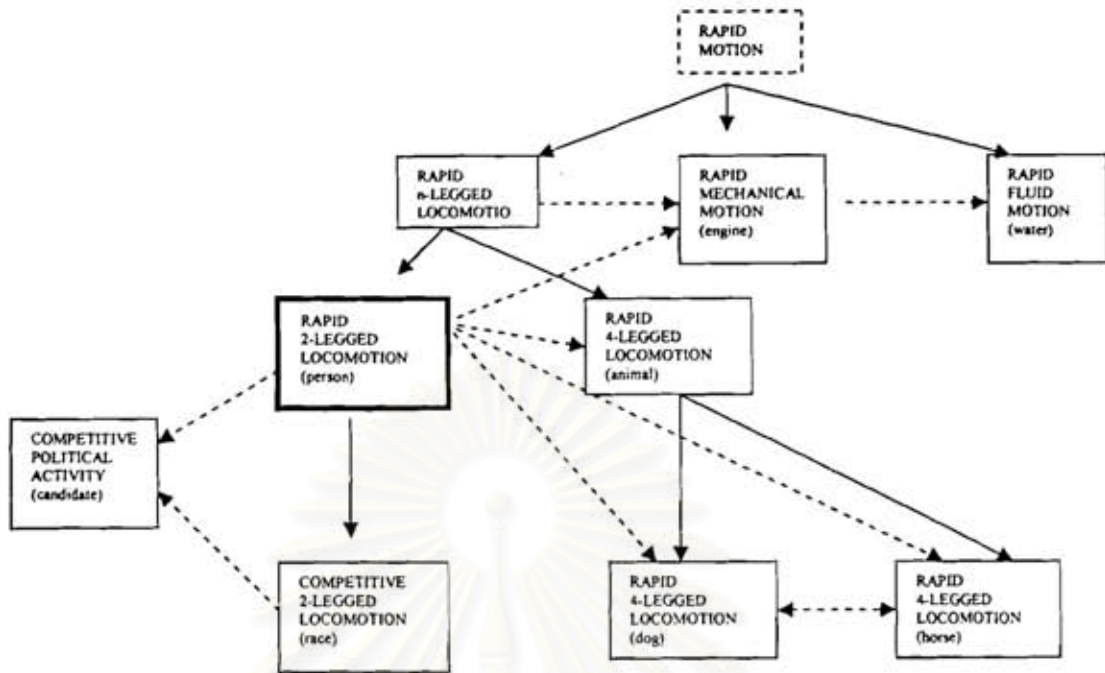 RAPID
MOTION
RAPID
n-LEGGED
LOCOMOTIO
RAPID
MECHANICAL
MOTION
(engine)
RAPID
FLUID
MOTION
(water)
RAPID
2-LEGGED
LOCOMOTION
(person)
RAPID
4-LEGGED
LOCOMOTION
(animal)
COMPETITIVE
POLITICAL
ACTIVITY
(candidate)
COMPETITIVE
2-LEGGED
LOCOMOTION
(race)
RAPID
4-LEGGED
LOCOMOTION
(dog)
RAPID
4-LEGGED
LOCOMOTION
(horse)